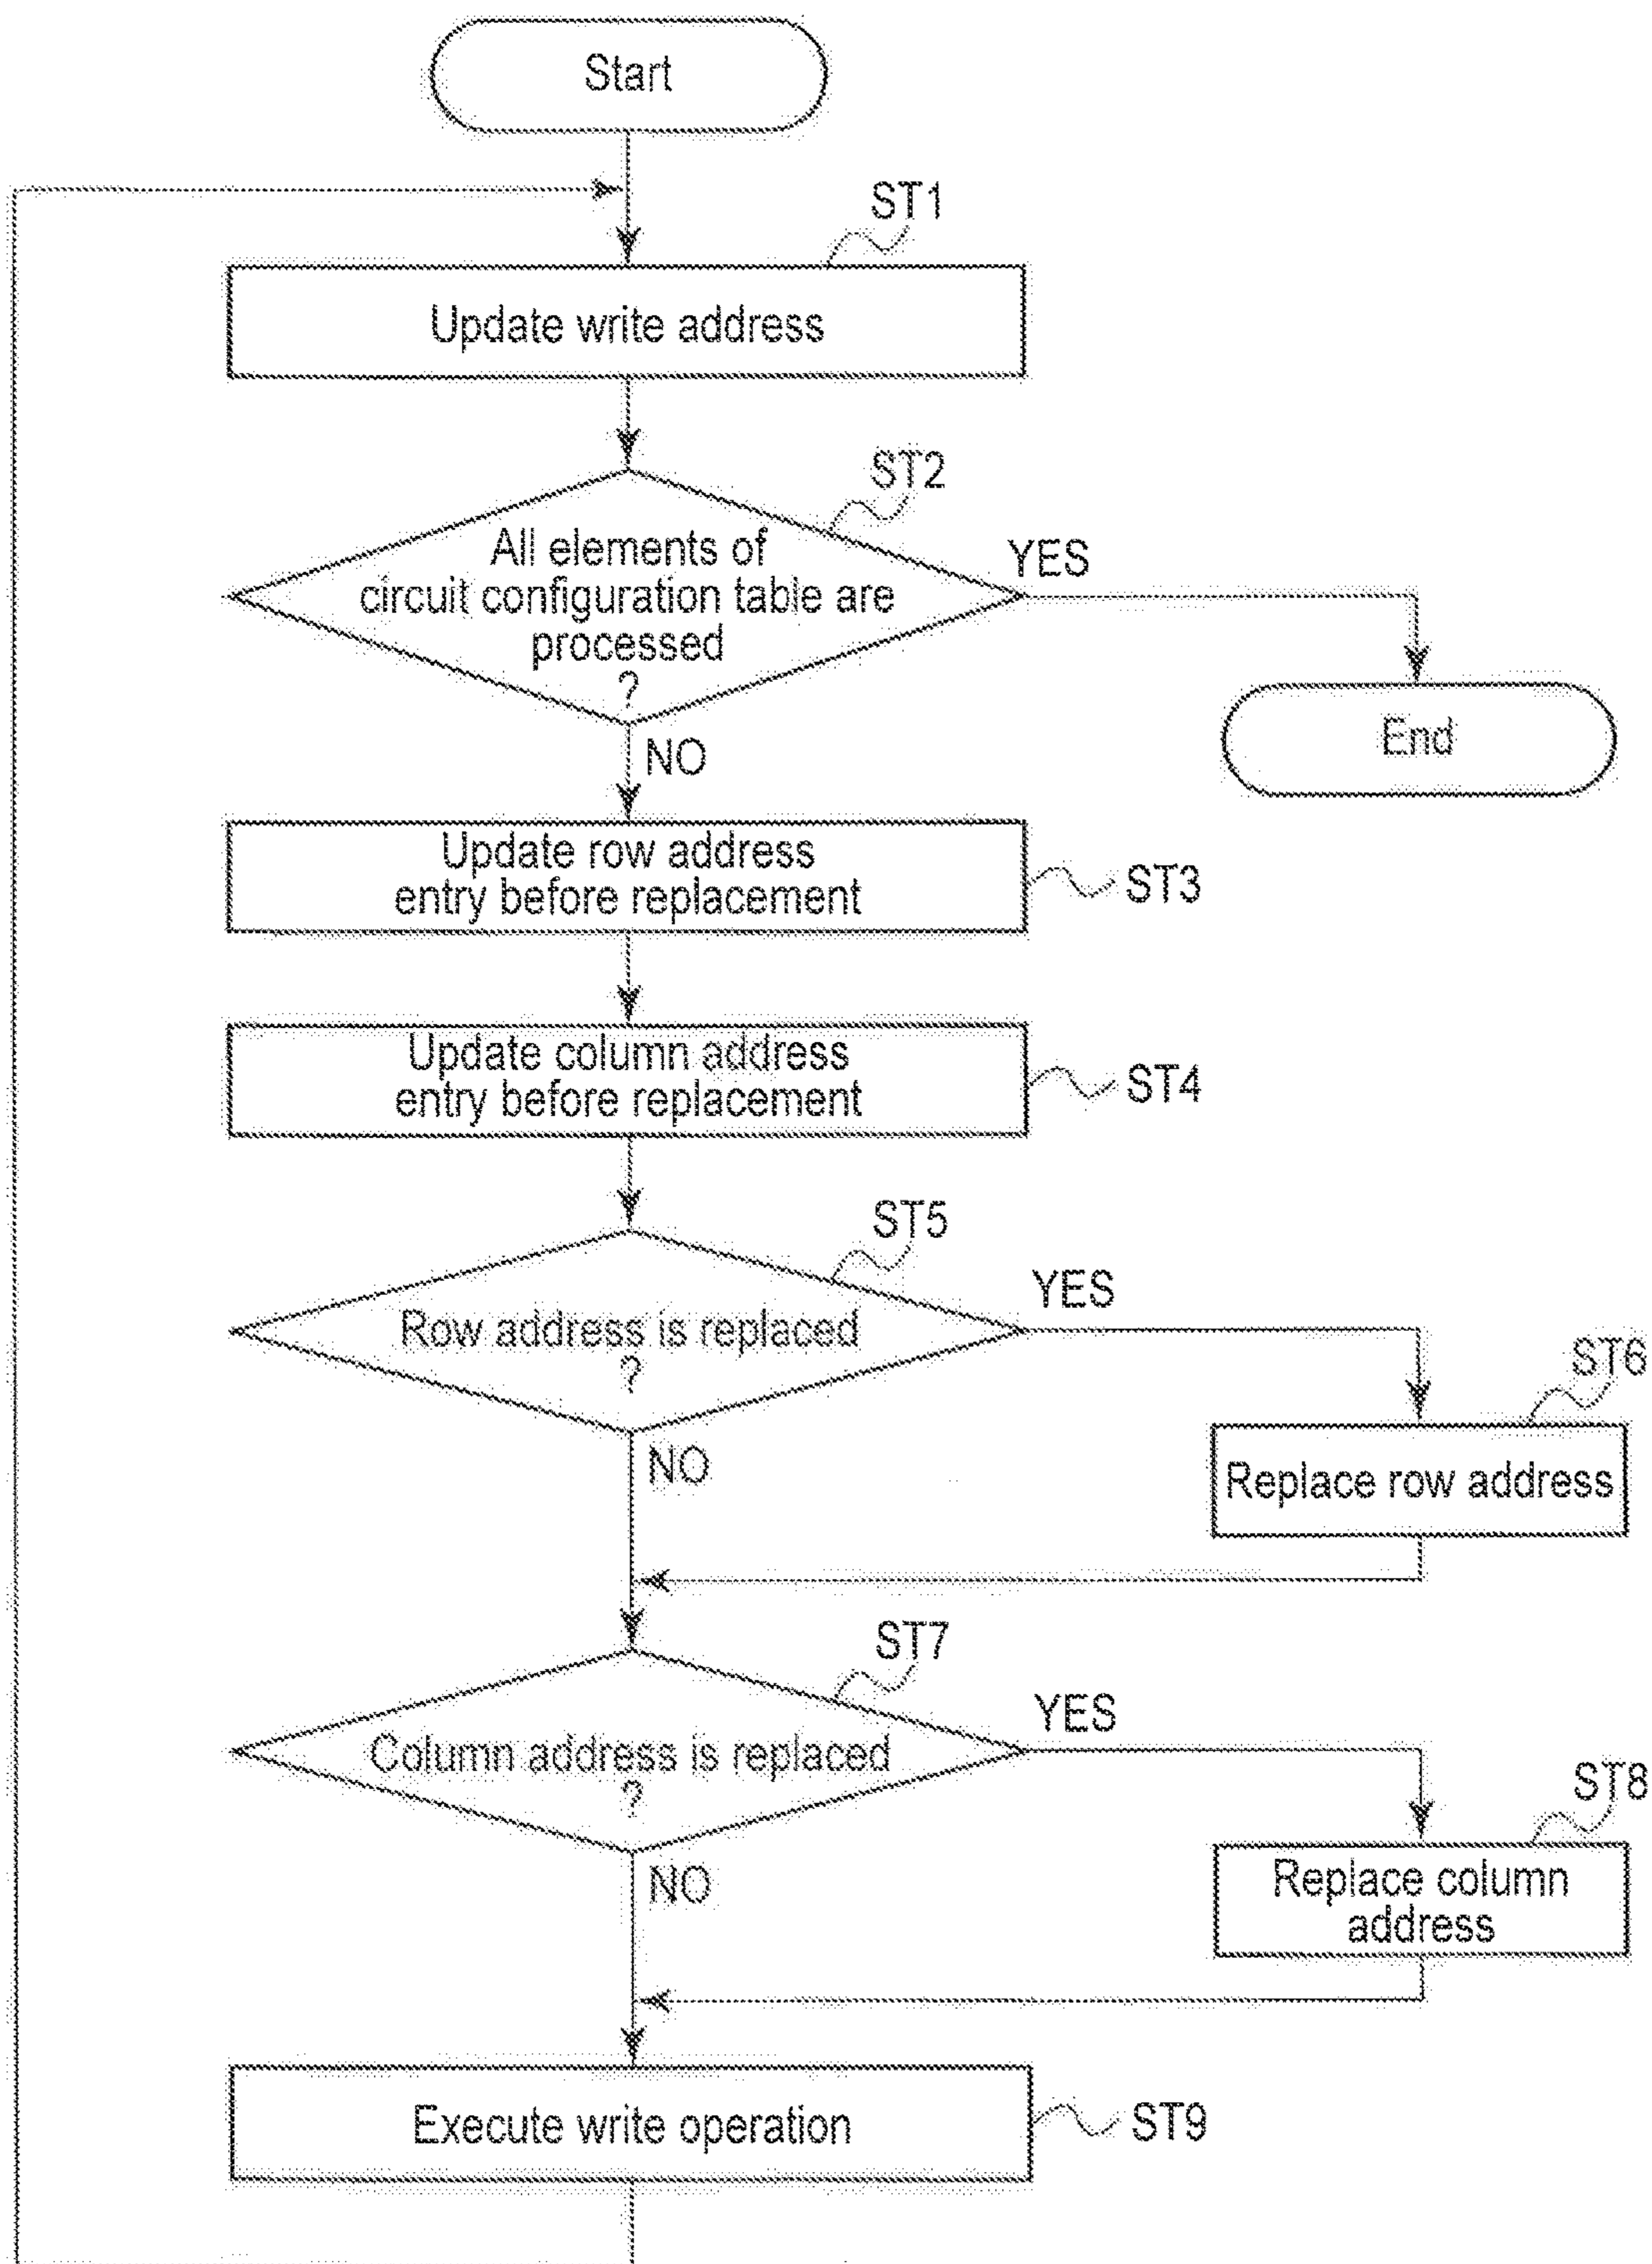 Start
ST1
Update write address
ST2
All elements of
circuit configuration table are
processed
?
YES
End
NO
Update row address
entry before replacement
ST3
Update column address
entry before replacement
ST4
ST5
Row address is replaced
?
YES
ST6
Replace row address
NO
ST7
Column address is replaced
?
YES
ST8
Replace column
address
NO
Execute write operation
ST9